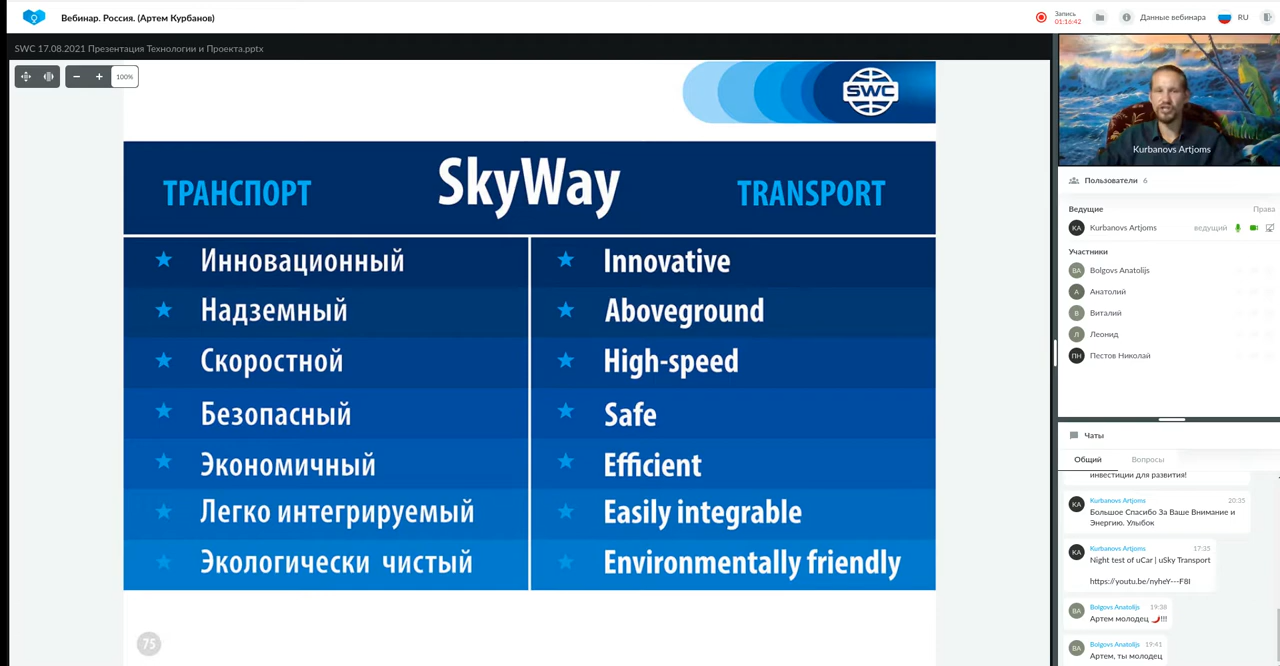 Вебинар. Россия. (Артем Курбанов)
Запись
01:16:42
Данные вебинара
RU
SWC 17.08.2021 Презентация Технологии и Проекта.pptx
100%
SWC
ТРАНСПОРТ SkyWay TRANSPORT
Инновационный Innovative
Надземный Aboveground
Скоростной High-speed
Безопасный Safe
Экономичный Efficient
Легко интегрируемый Easily integrable
Экологически чистый Environmentally friendly
75
Kurbanovs Artjoms
Пользователи 6
Ведущие Права
KA Kurbanovs Artjoms ведущий
Участники
BA Bolgovs Anatolijs
А Анатолий
В Виталий
Л Леонид
ПН Пестов Николай
Чаты
Общий Вопросы
инвестиции для развития!
KA Kurbanovs Artjoms 20:35
Большое Спасибо За Ваше Внимание и
Энергию. Улыбок
KA Kurbanovs Artjoms 17:35
Night test of uCar | uSky Transport
https://youtu.be/nyheY---F8I
BA Bolgovs Anatolijs 19:38
Артем молодец 🌶️!!!
BA Bolgovs Anatolijs 19:41
Артем, ты молодец